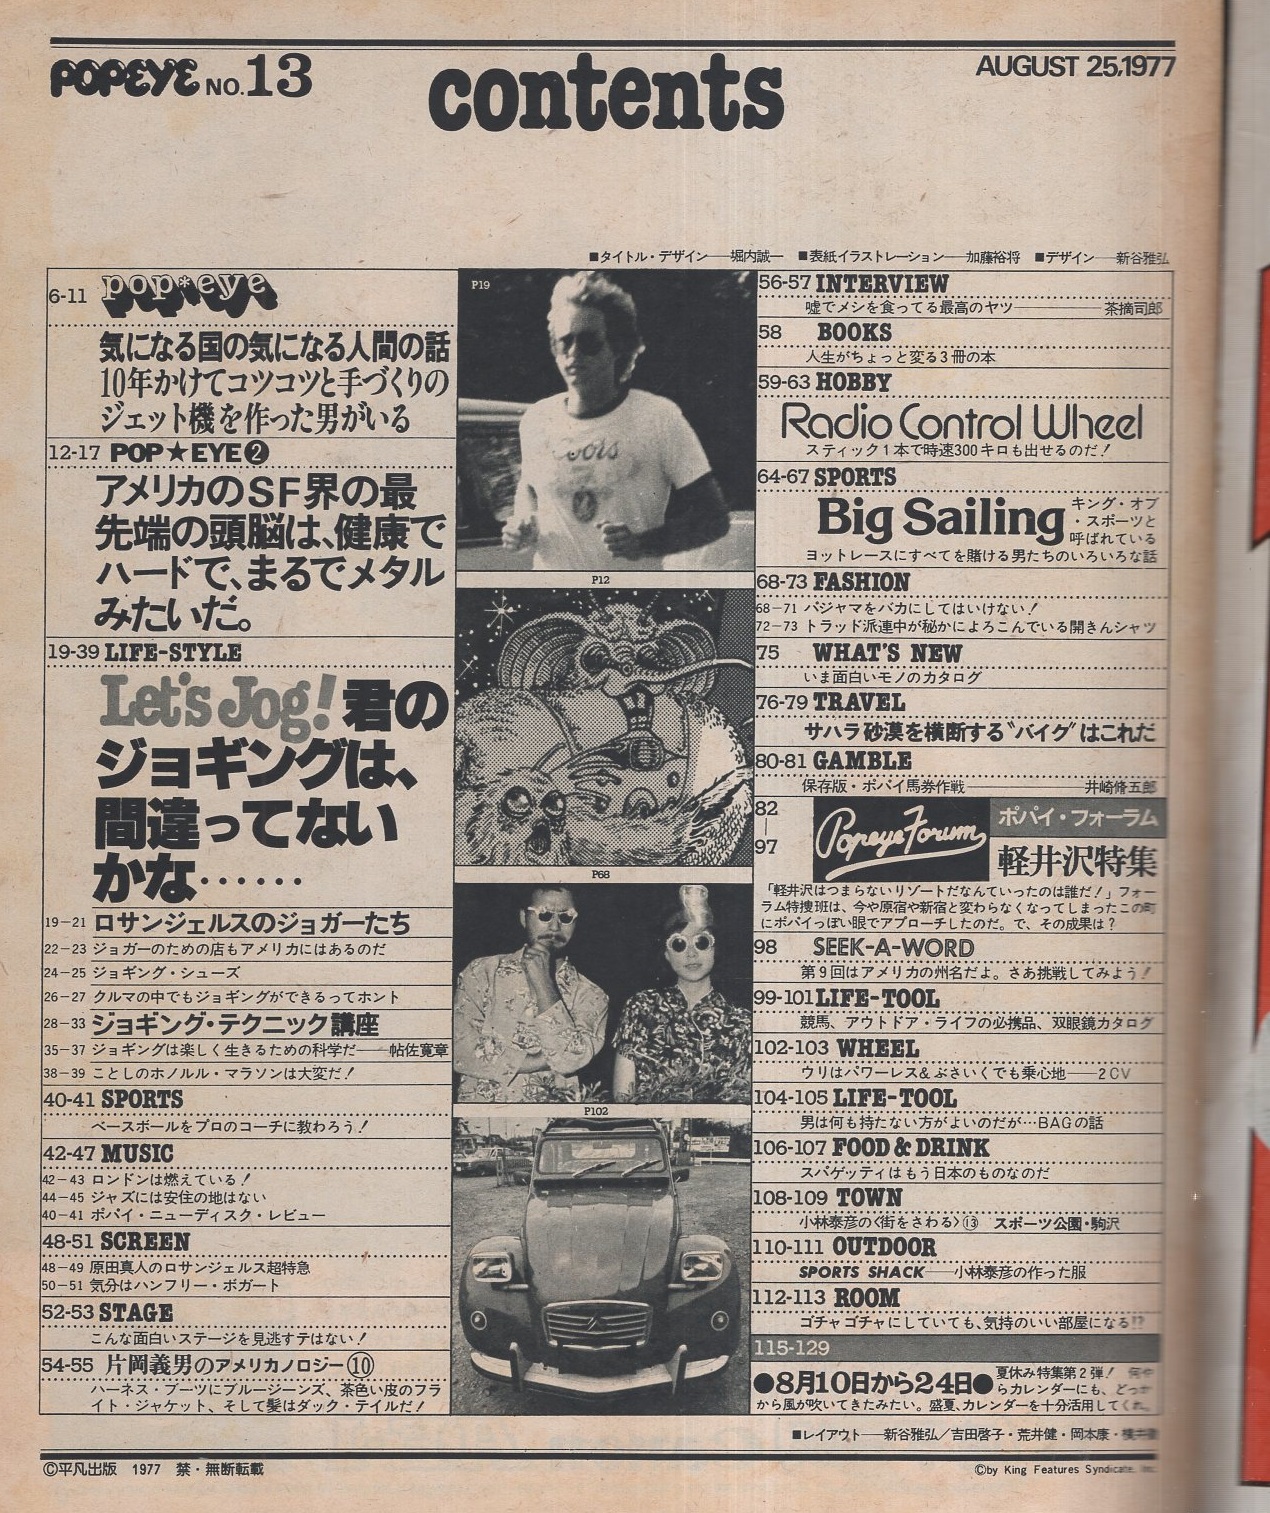 POPEYE NO.13
contents
AUGUST 25,1977
■タイトル・デザイン──堀内誠一 ■表紙イラストレーション──加藤裕将 ■デザイン──新谷雅弘
6-11 pop*eye
気になる国の気になる人間の話
10年かけてコツコツと手づくりの
ジェット機を作った男がいる
12-17 POP★EYE❷
アメリカのSF界の最
先端の頭脳は、健康で
ハードで、まるでメタル
みたいだ。
19-39 LIFE-STYLE
Let's Jog! 君の
ジョギングは、
間違ってない
かな……
19−21 ロサンジェルスのジョガーたち
22−23 ジョガーのための店もアメリカにはあるのだ
24−25 ジョギング・シューズ
26−27 クルマの中でもジョギングができるってホント
28−33 ジョギング・テクニック講座
35−37 ジョギングは楽しく生きるための科学だ──帖佐寛章
38−39 ことしのホノルル・マラソンは大変だ！
40-41 SPORTS
ベースボールをプロのコーチに教わろう！
42-47 MUSIC
42−43 ロンドンは燃えている！
44−45 ジャズには安住の地はない
40−41 ポパイ・ニューディスク・レビュー
48-51 SCREEN
48−49 原田真人のロサンジェルス超特急
50−51 気分はハンフリー・ボガート
52-53 STAGE
こんな面白いステージを見逃すテはない！
54-55 片岡義男のアメリカノロジー⑩
ハーネス・ブーツにブルージーンズ、茶色い皮のフラ
イト・ジャケット、そして髪はダック・テイルだ！
P19
Coors
P12
P68
P102
56-57 INTERVIEW
嘘でメシを食ってる最高のヤツ──茶摘司郎
58 BOOKS
人生がちょっと変る3冊の本
59-63 HOBBY
Radio Control Wheel
スティック1本で時速300キロも出せるのだ！
64-67 SPORTS
Big Sailing キング・オブ
・スポーツと
呼ばれている
ヨットレースにすべてを賭ける男たちのいろいろな話
68-73 FASHION
68−71 パジャマをバカにしてはいけない！
72−73 トラッド派連中が秘かによろこんでいる開きんシャツ
75 WHAT'S NEW
いま面白いモノのカタログ
76-79 TRAVEL
サハラ砂漠を横断する〝バイク〟はこれだ
80-81 GAMBLE
保存版・ポパイ馬券作戦──井崎脩五郎
82
|
97
Popeye Forum
ポパイ・フォーラム
軽井沢特集
「軽井沢はつまらないリゾートだなんていったのは誰だ！」フォー
ラム特捜班は、今や原宿や新宿と変わらなくなってしまったこの町
にポパイっぽい眼でアプローチしたのだ。で、その成果は？
98 SEEK-A-WORD
第9回はアメリカの州名だよ。さあ挑戦してみよう！
99-101 LIFE-TOOL
競馬、アウトドア・ライフの必携品、双眼鏡カタログ
102-103 WHEEL
ウリはパワーレス&ぶさいくでも乗心地──2CV
104-105 LIFE-TOOL
男は何も持たない方がよいのだが…BAGの話
106-107 FOOD & DRINK
スパゲッティはもう日本のものなのだ
108-109 TOWN
小林泰彦の〈街をさわる〉⑬ スポーツ公園・駒沢
110-111 OUTDOOR
SPORTS SHACK──小林泰彦の作った服
112-113 ROOM
ゴチャゴチャにしていても、気持のいい部屋になる!?
115-129
●8月10日から24日● 夏休み特集第2弾！ 何や
らカレンダーにも、どっか
から風が吹いてきたみたい。盛夏、カレンダーを十分活用してくれ。
■レイアウト──新谷雅弘／吉田啓子・荒井健・岡本康・横井
©平凡出版 1977 禁・無断転載
©by King Features Syndicate, Inc.